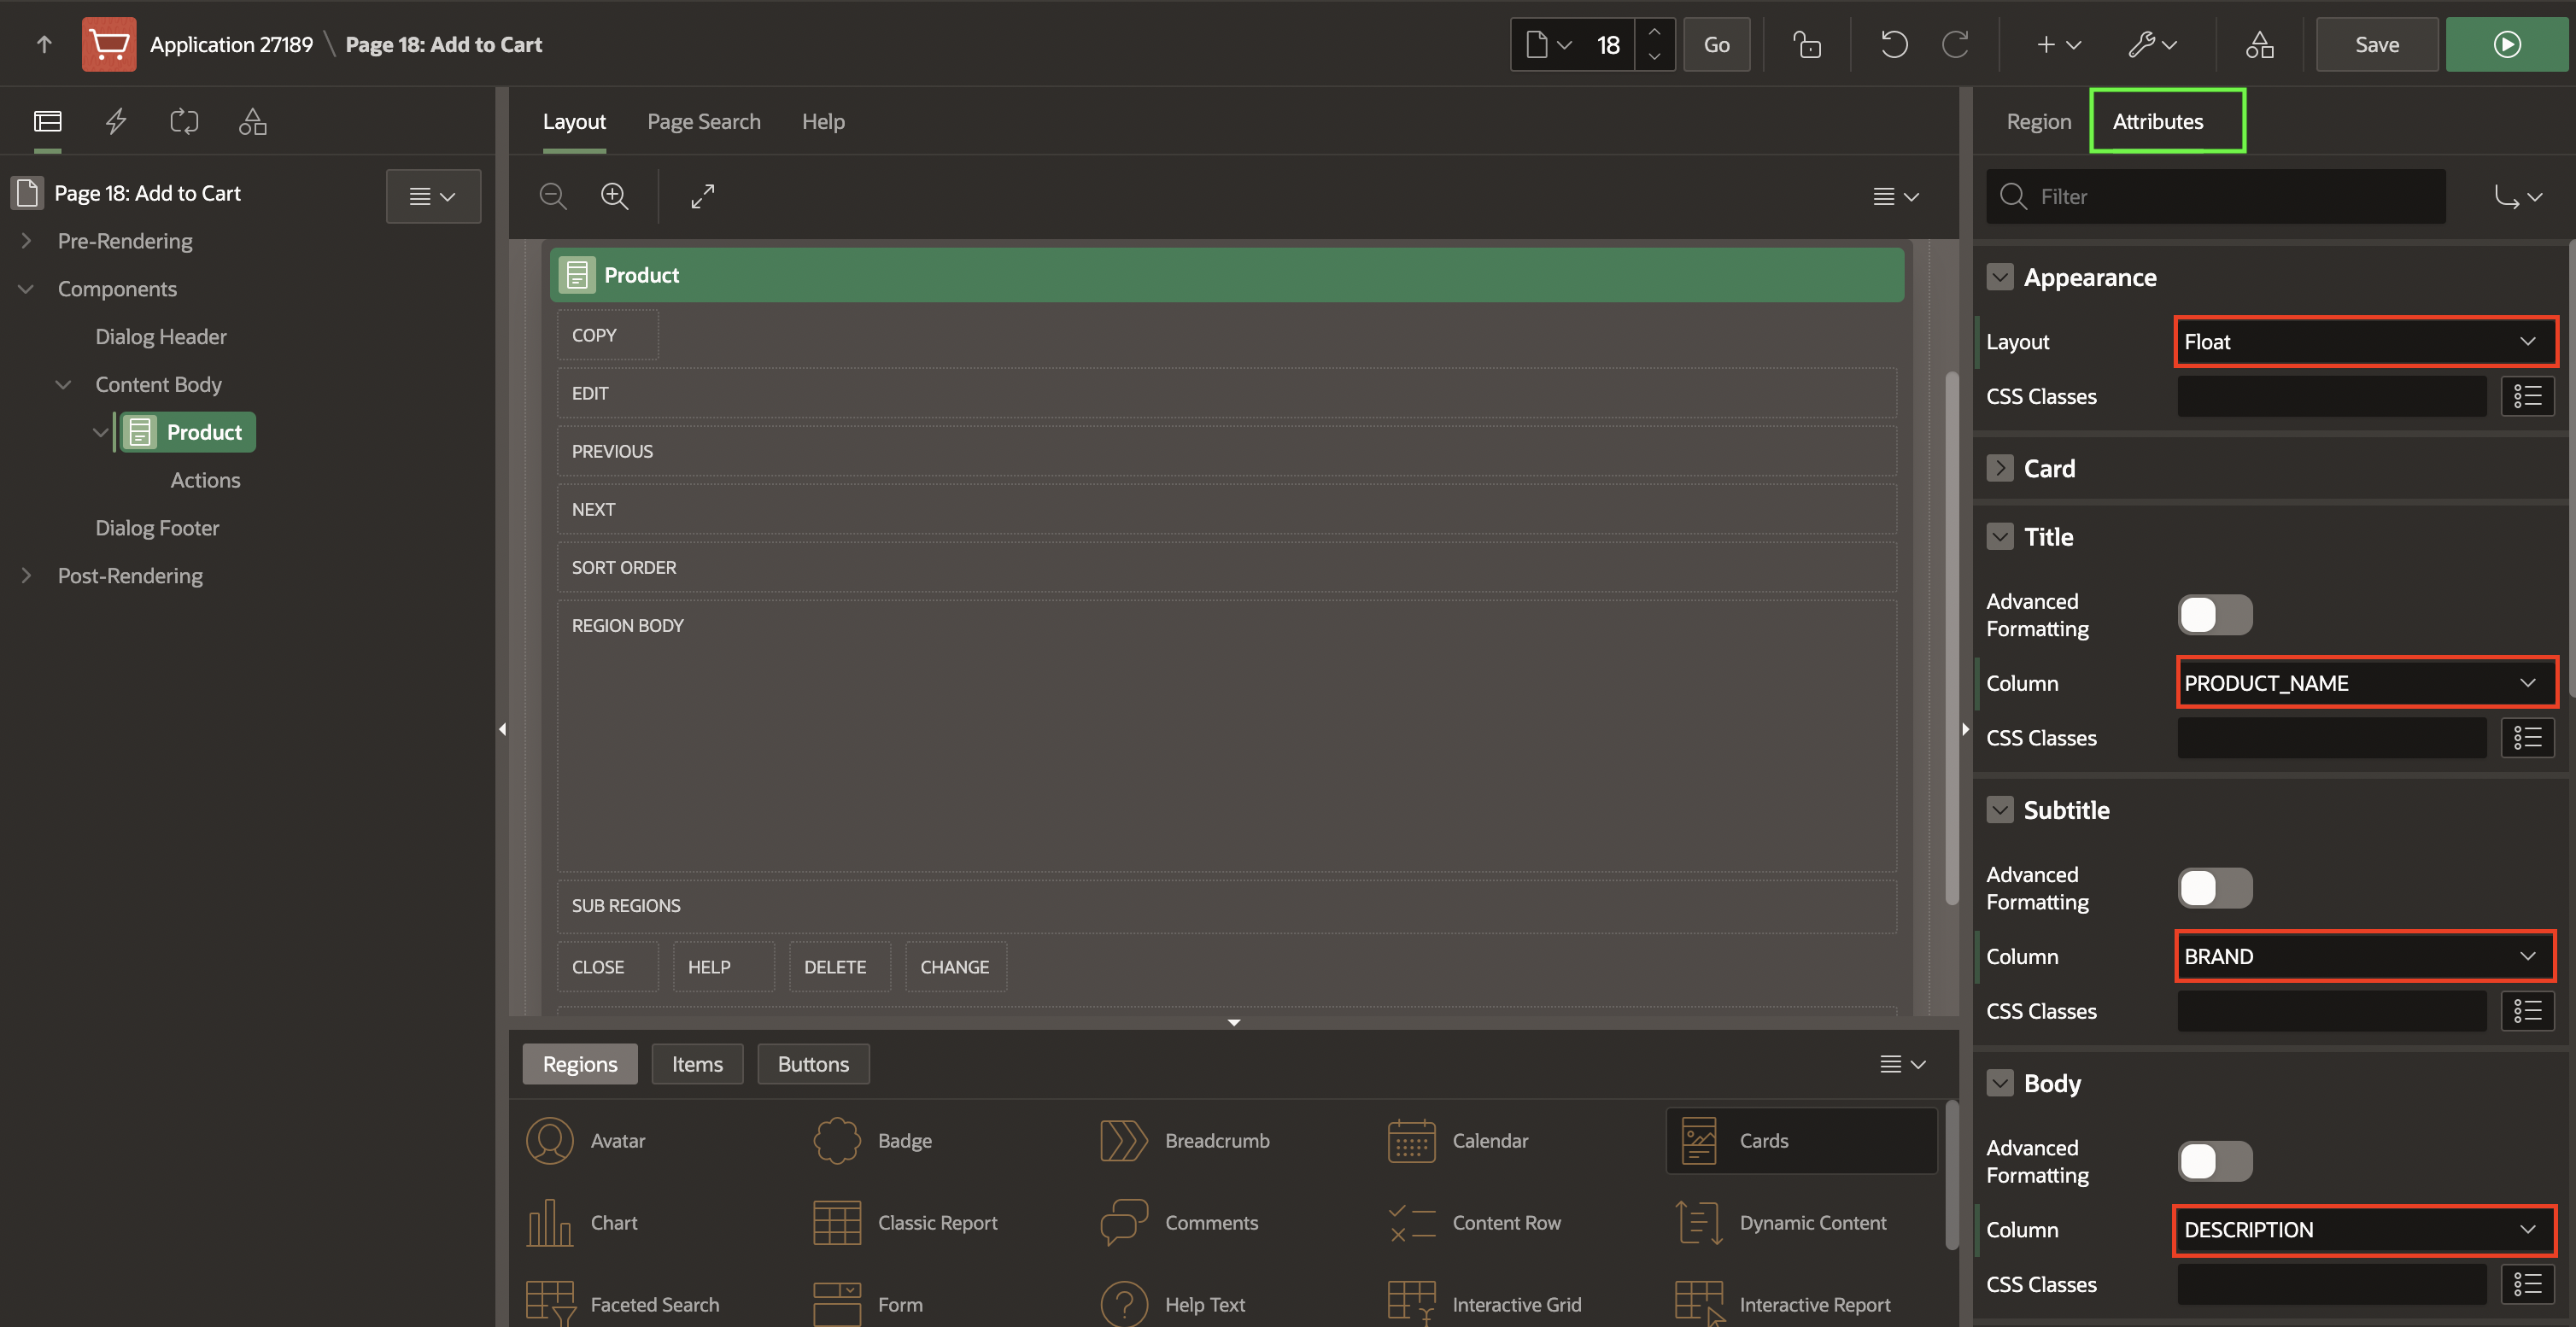 Application 27189 \ Page 18: Add to Cart
18
Go
Save
Page 18: Add to Cart
Pre-Rendering
Components
Dialog Header
Content Body
Product
Actions
Dialog Footer
Post-Rendering
Layout
Page Search
Help
Product
COPY
EDIT
PREVIOUS
NEXT
SORT ORDER
REGION BODY
SUB REGIONS
CLOSE
HELP
DELETE
CHANGE
Regions
Items
Buttons
Avatar
Badge
Breadcrumb
Calendar
Cards
Chart
Classic Report
Comments
Content Row
Dynamic Content
Faceted Search
Form
Help Text
Interactive Grid
Interactive Report
Region
Attributes
Filter
Appearance
Layout
Float
CSS Classes
Card
Title
Advanced
Formatting
Column
PRODUCT_NAME
CSS Classes
Subtitle
Advanced
Formatting
Column
BRAND
CSS Classes
Body
Advanced
Formatting
Column
DESCRIPTION
CSS Classes